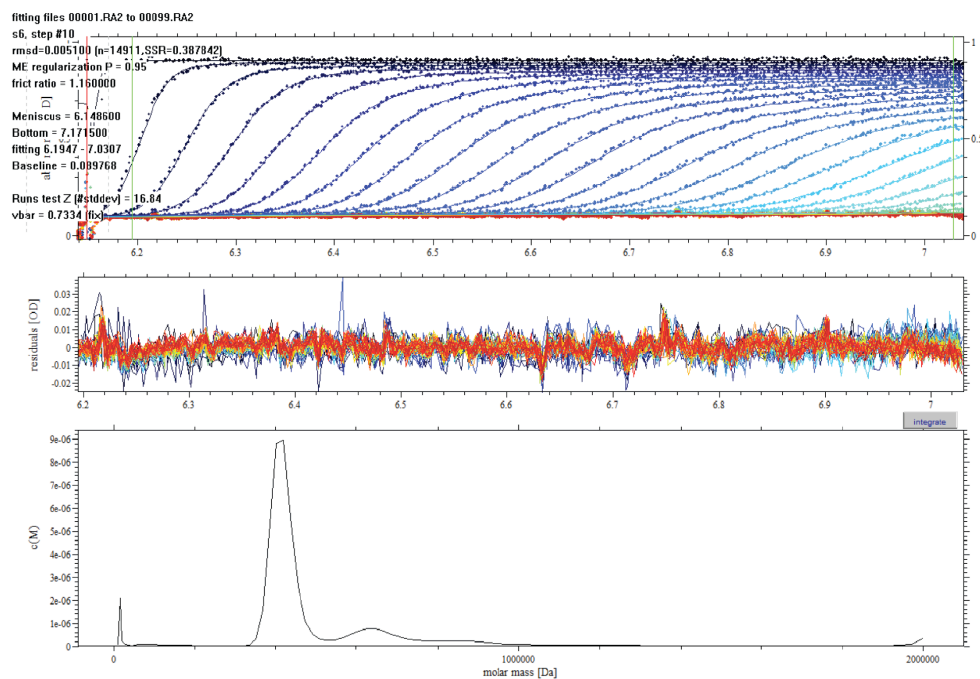 fitting files 00001.RA2 to 00099.RA2
s6, step #10
rmsd=0.005100 (n=14911,SSR=0.387842)
ME regularization P = 0.95
frict ratio = 1.160000
Meniscus = 6.148600
Bottom = 7.171500
fitting 6.1947 - 7.0307
Baseline = 0.089768
Runs test Z (#stddev) = 16.84
vbar = 0.7334 (fix)
D]
0
1
0.5
0
6.2 6.3 6.4 6.5 6.6 6.7 6.8 6.9 7
residuals [OD]
0.03
0.02
0.01
0
-0.01
-0.02
6.2 6.3 6.4 6.5 6.6 6.7 6.8 6.9 7
integrate
c(M)
9e-06
8e-06
7e-06
6e-06
5e-06
4e-06
3e-06
2e-06
1e-06
0
0 1000000 2000000
molar mass [Da]